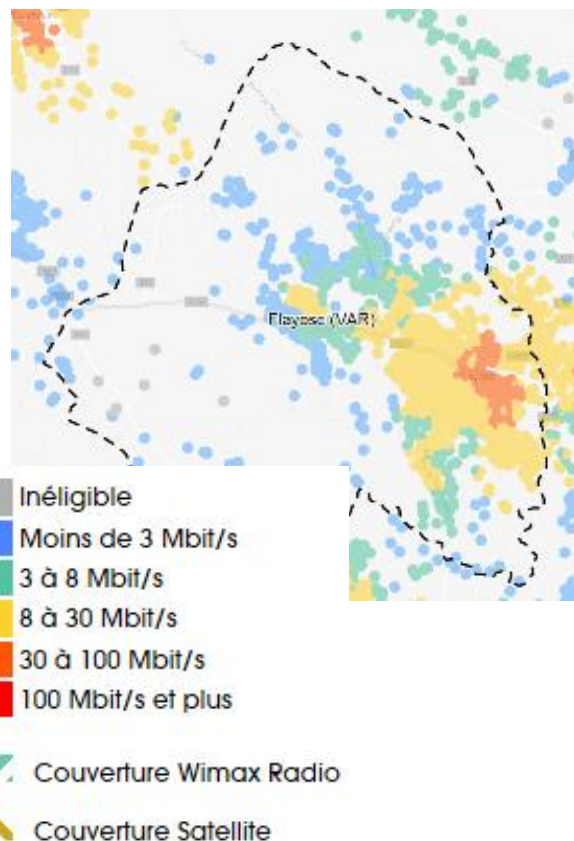 Flayosc (VAR)
Inéligible
Moins de 3 Mbit/s
3 à 8 Mbit/s
8 à 30 Mbit/s
30 à 100 Mbit/s
100 Mbit/s et plus
Couverture Wimax Radio
Couverture Satellite